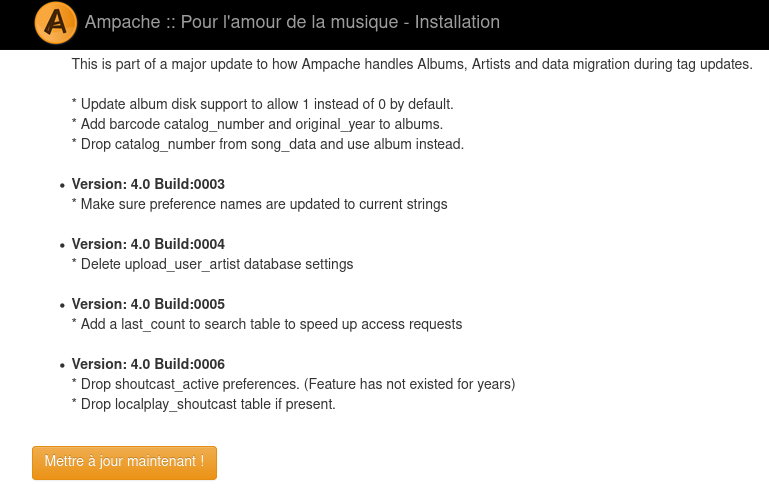 Ampache :: Pour l'amour de la musique - Installation
This is part of a major update to how Ampache handles Albums, Artists and data migration during tag updates.
* Update album disk support to allow 1 instead of 0 by default.
* Add barcode catalog_number and original_year to albums.
* Drop catalog_number from song_data and use album instead.
• Version: 4.0 Build:0003
* Make sure preference names are updated to current strings
• Version: 4.0 Build:0004
* Delete upload_user_artist database settings
• Version: 4.0 Build:0005
* Add a last_count to search table to speed up access requests
• Version: 4.0 Build:0006
* Drop shoutcast_active preferences. (Feature has not existed for years)
* Drop localplay_shoutcast table if present.
Mettre à jour maintenant !